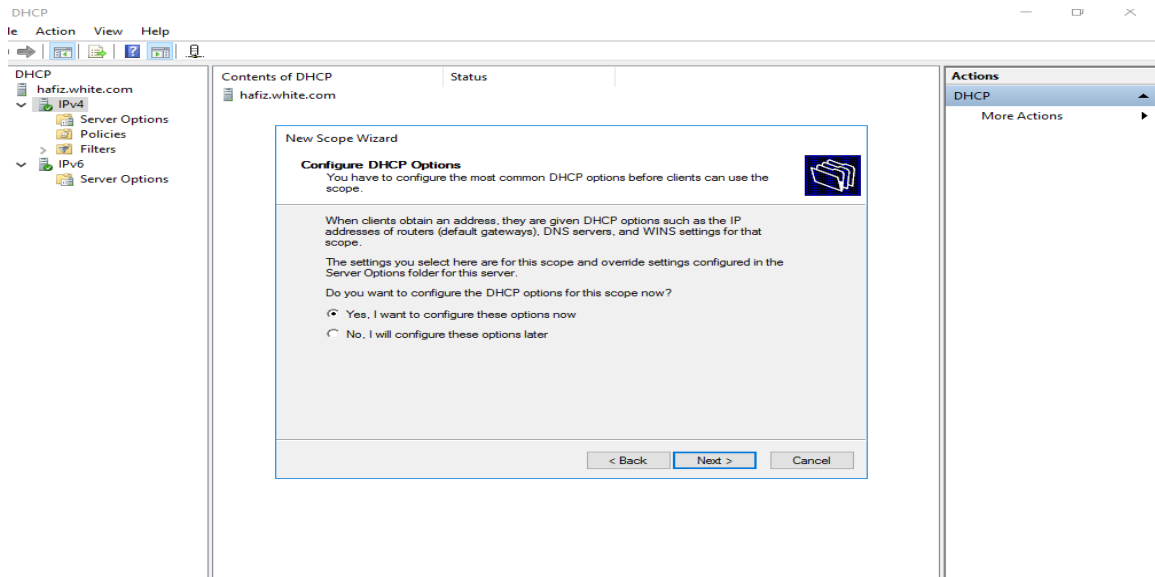 DHCP
le Action View Help
DHCP
hafiz.white.com
IPv4
Server Options
Policies
Filters
IPv6
Server Options
Contents of DHCP Status
hafiz.white.com
New Scope Wizard
Configure DHCP Options
You have to configure the most common DHCP options before clients can use the
scope.
When clients obtain an address, they are given DHCP options such as the IP
addresses of routers (default gateways), DNS servers, and WINS settings for that
scope.
The settings you select here are for this scope and override settings configured in the
Server Options folder for this server.
Do you want to configure the DHCP options for this scope now?
Yes, I want to configure these options now
No, I will configure these options later
< Back Next > Cancel
Actions
DHCP
More Actions